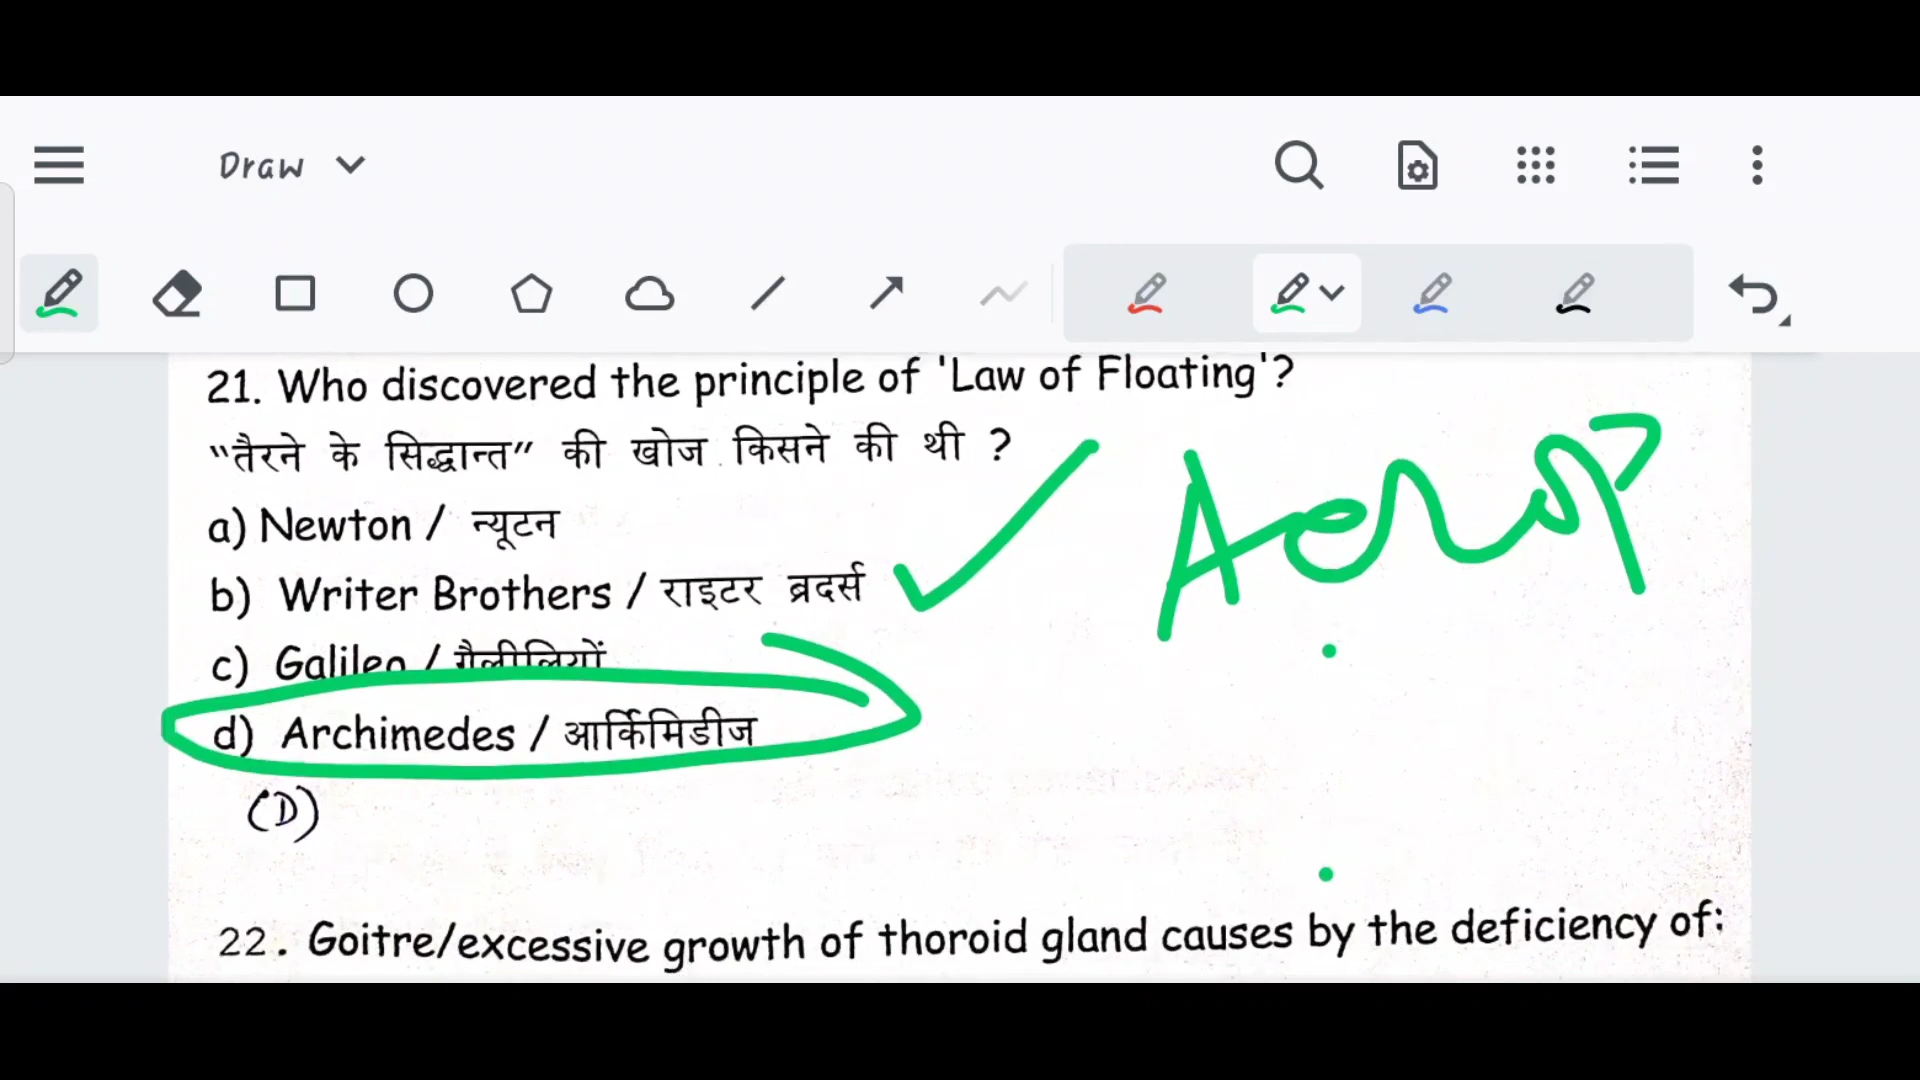 Draw
21. Who discovered the principle of 'Law of Floating'?
“तैरने के सिद्धान्त” की खोज किसने की थी ?
a) Newton / न्यूटन
b) Writer Brothers / राइटर ब्रदर्स
c) Galileo / गैलीलियों
d) Archimedes / आर्किमिडीज
(D)
Aerop
22. Goitre/excessive growth of thoroid gland causes by the deficiency of: